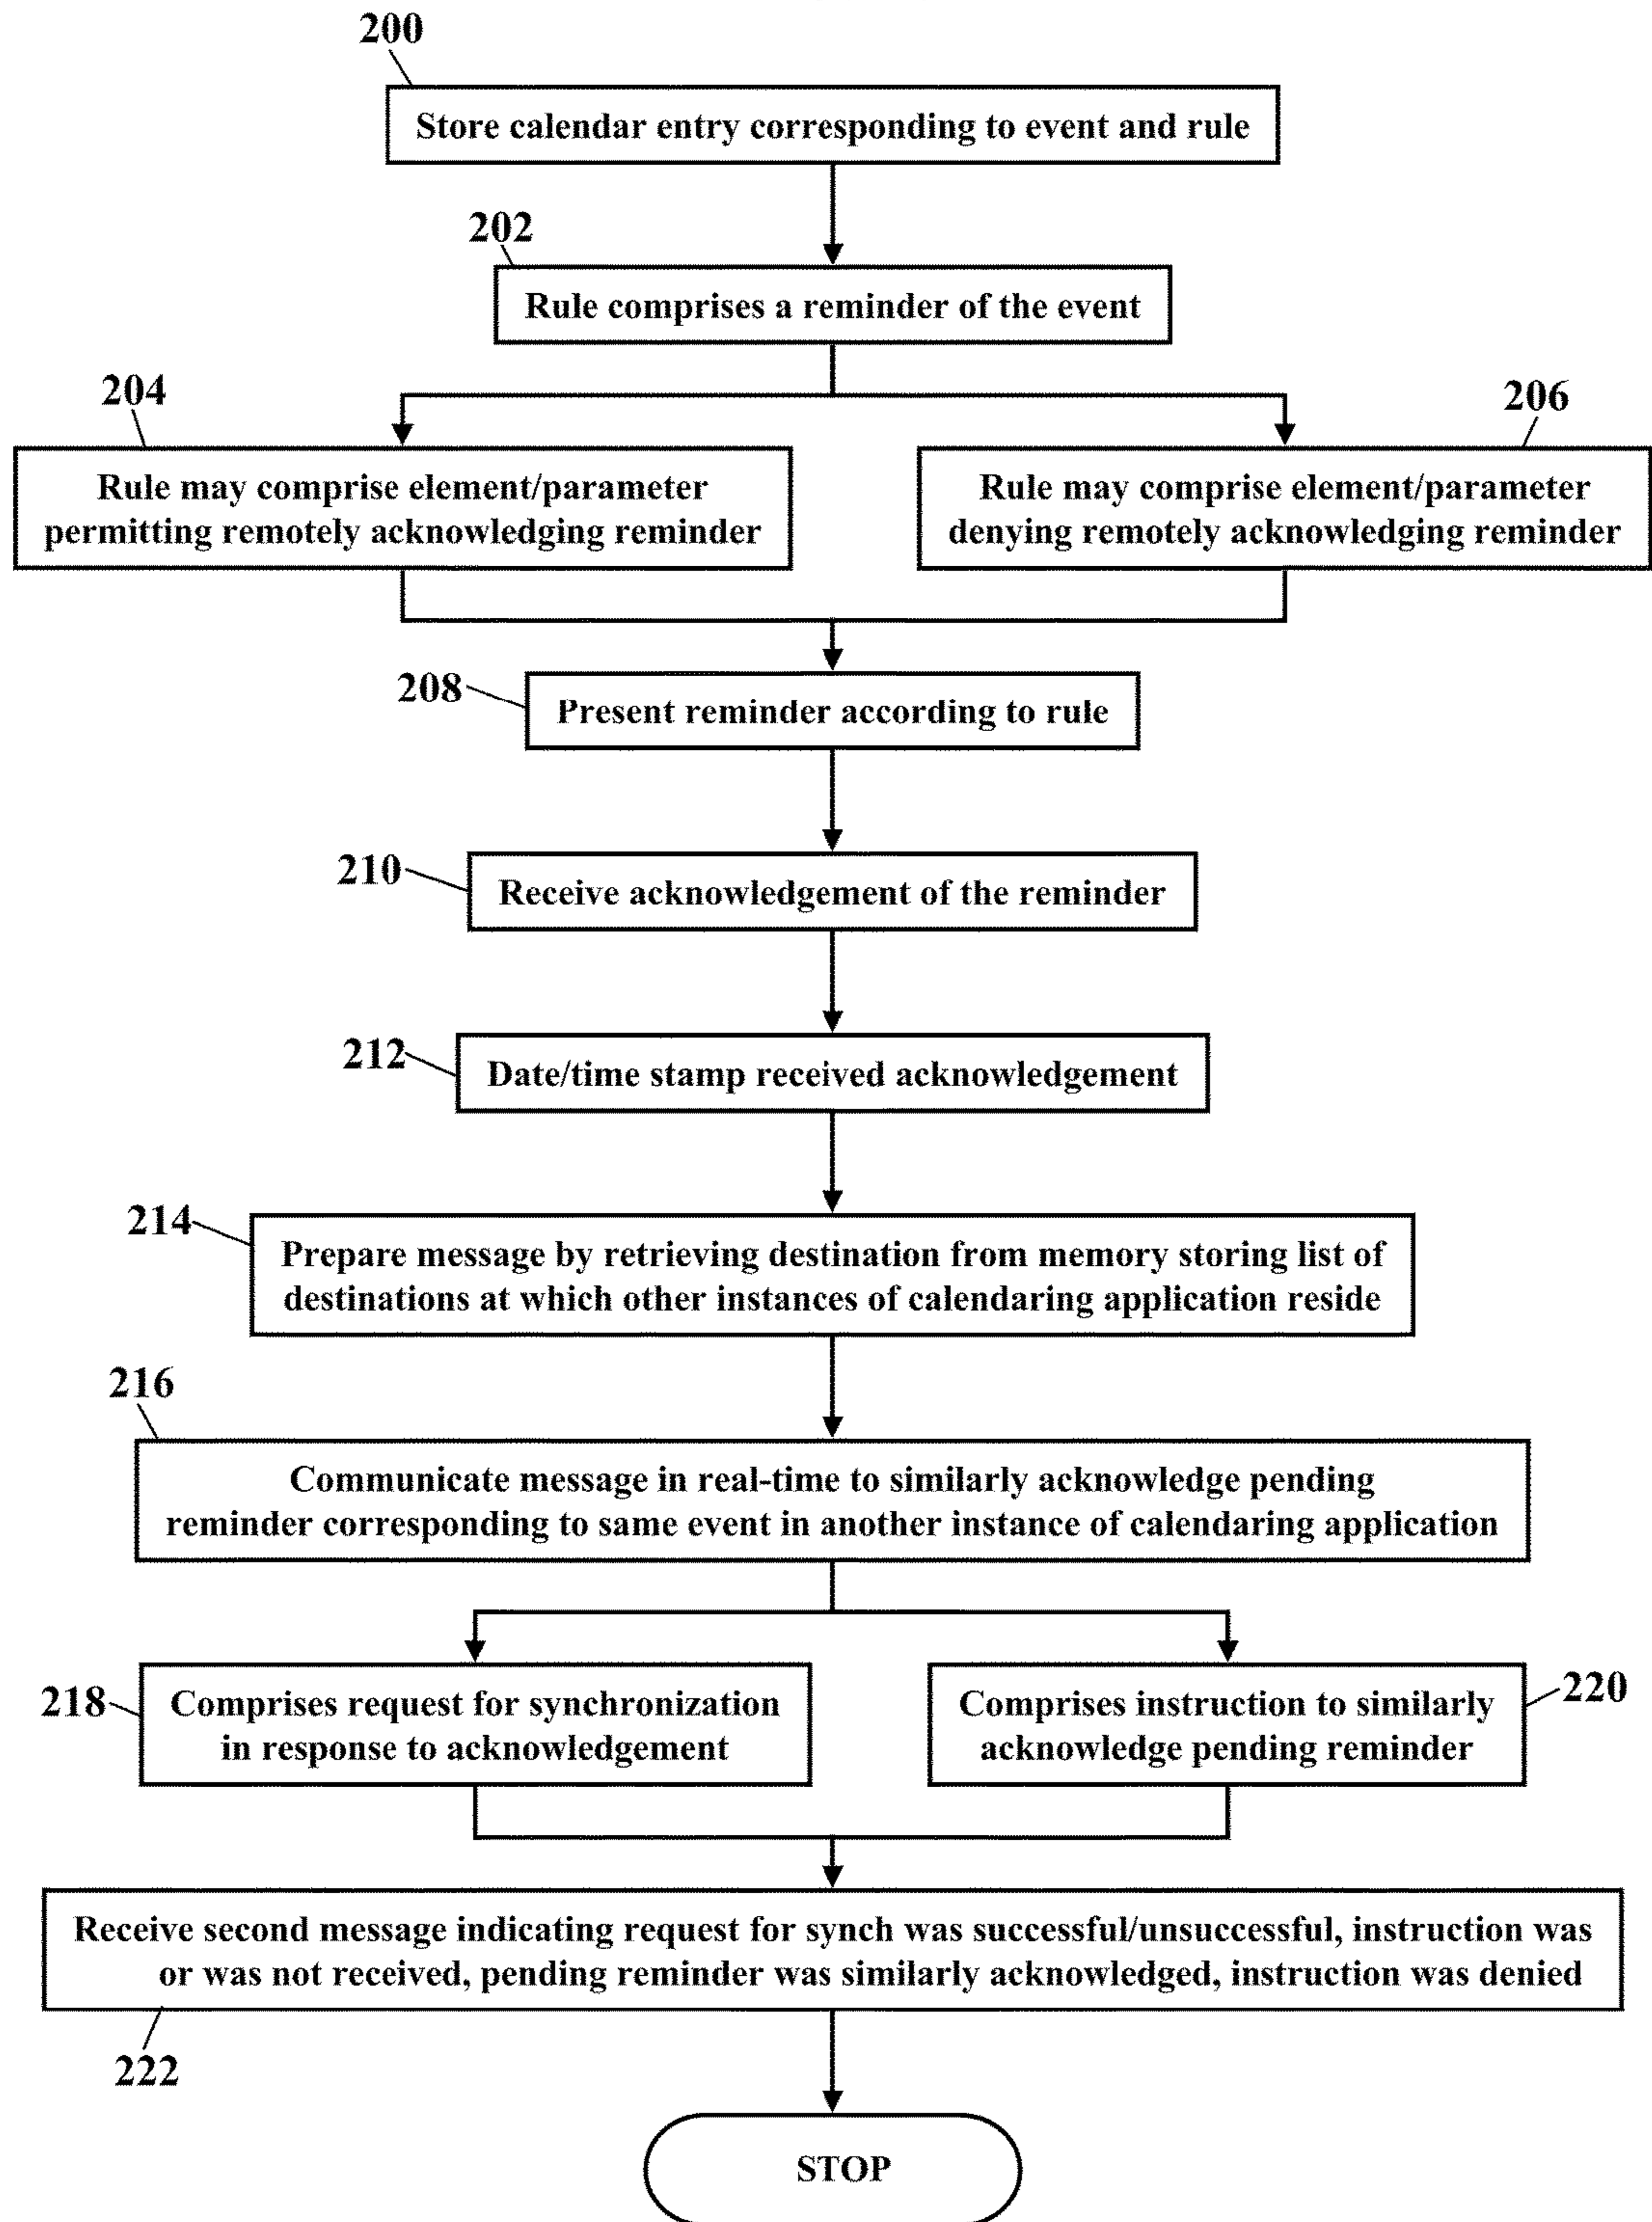 200
Store calendar entry corresponding to event and rule
202
Rule comprises a reminder of the event
204
206
Rule may comprise element/parameter
permitting remotely acknowledging reminder
Rule may comprise element/parameter
denying remotely acknowledging reminder
208
Present reminder according to rule
210
Receive acknowledgement of the reminder
212
Date/time stamp received acknowledgement
214
Prepare message by retrieving destination from memory storing list of
destinations at which other instances of calendaring application reside
216
Communicate message in real-time to similarly acknowledge pending
reminder corresponding to same event in another instance of calendaring application
218
Comprises request for synchronization
in response to acknowledgement
Comprises instruction to similarly
acknowledge pending reminder
220
Receive second message indicating request for synch was successful/unsuccessful, instruction was
or was not received, pending reminder was similarly acknowledged, instruction was denied
222
STOP